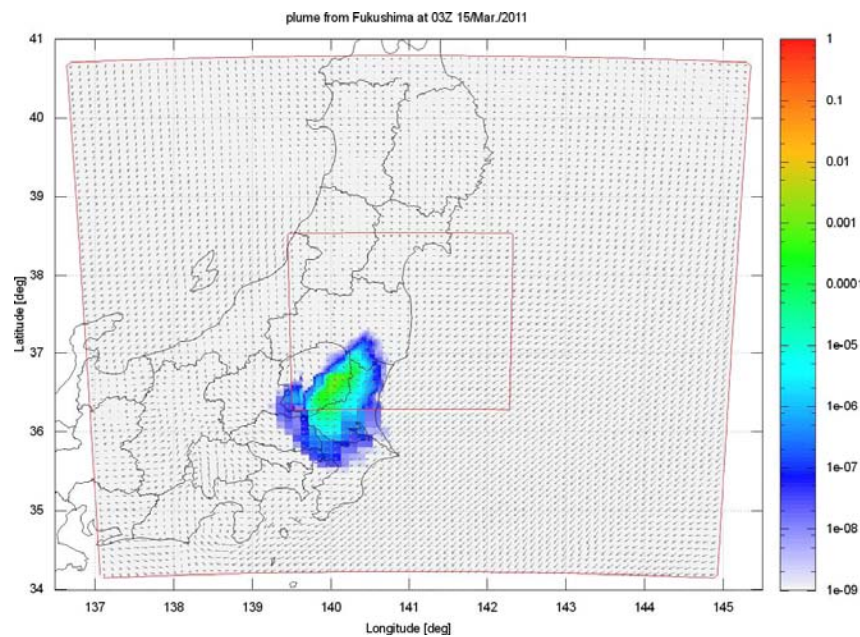 plume from Fukushima at 03Z 15/Mar./2011
41
40
39
38
37
36
35
34
Latitude [deg]
137 138 139 140 141 142 143 144 145
Longitude [deg]
1
0.1
0.01
0.001
0.0001
1e-05
1e-06
1e-07
1e-08
1e-09